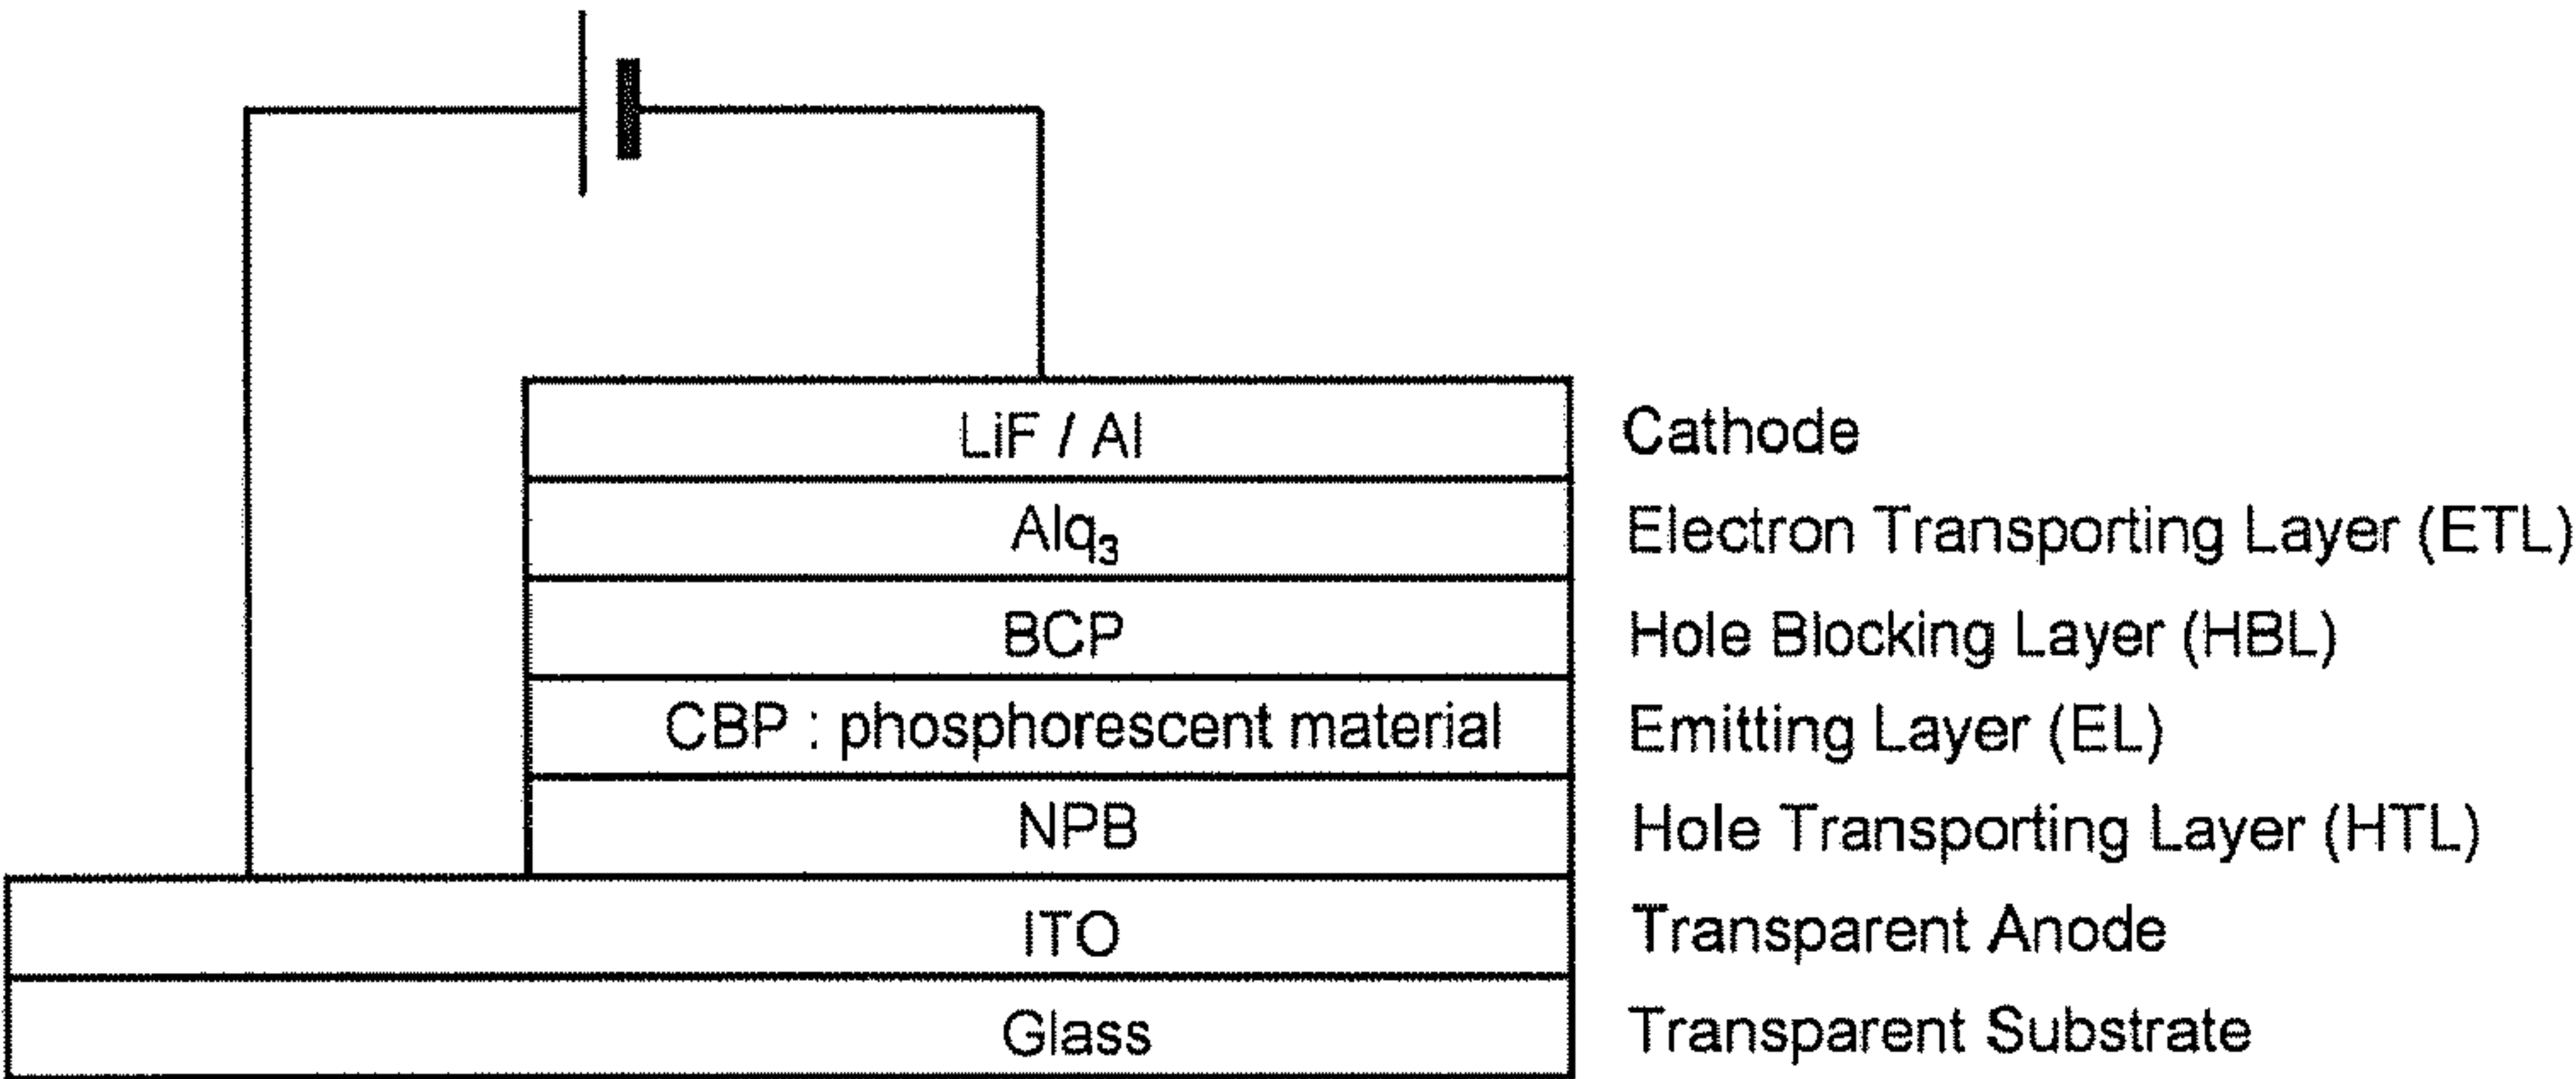 LiF / Al Cathode
Alq₃ Electron Transporting Layer (ETL)
BCP Hole Blocking Layer (HBL)
CBP : phosphorescent material Emitting Layer (EL)
NPB Hole Transporting Layer (HTL)
ITO Transparent Anode
Glass Transparent Substrate